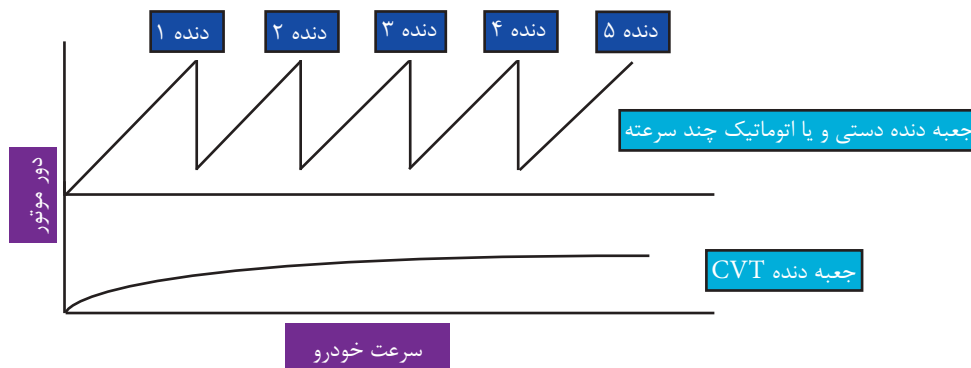 دنده ۱
دنده ۲
دنده ۳
دنده ۴
دنده ۵
جعبه دنده دستی و یا اتوماتیک چند سرعته
دور موتور
جعبه دنده CVT
سرعت خودرو